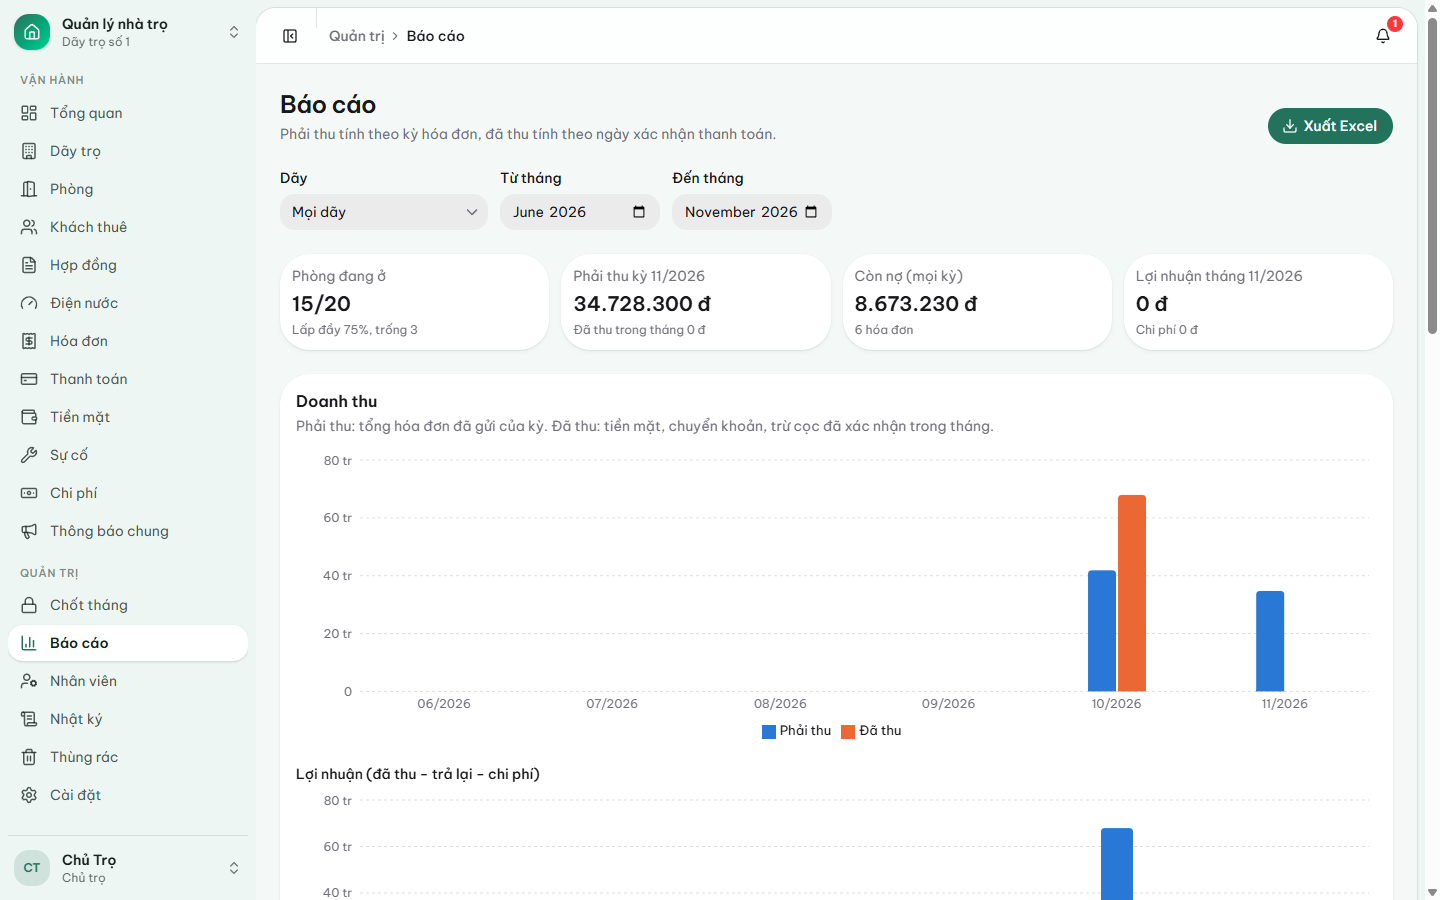 Quản lý nhà trọ
Dãy trọ số 1
VẬN HÀNH
Tổng quan
Dãy trọ
Phòng
Khách thuê
Hợp đồng
Điện nước
Hóa đơn
Thanh toán
Tiền mặt
Sự cố
Chi phí
Thông báo chung
QUẢN TRỊ
Chốt tháng
Báo cáo
Nhân viên
Nhật ký
Thùng rác
Cài đặt
CT
Chủ Trọ
Chủ trọ
Quản trị > Báo cáo
1
Báo cáo
Phải thu tính theo kỳ hóa đơn, đã thu tính theo ngày xác nhận thanh toán.
Xuất Excel
Dãy Từ tháng Đến tháng
Mọi dãy June 2026 November 2026
Phòng đang ở
15/20
Lấp đầy 75%, trống 3
Phải thu kỳ 11/2026
34.728.300 đ
Đã thu trong tháng 0 đ
Còn nợ (mọi kỳ)
8.673.230 đ
6 hóa đơn
Lợi nhuận tháng 11/2026
0 đ
Chi phí 0 đ
Doanh thu
Phải thu: tổng hóa đơn đã gửi của kỳ. Đã thu: tiền mặt, chuyển khoản, trừ cọc đã xác nhận trong tháng.
80 tr
60 tr
40 tr
20 tr
0
06/2026 07/2026 08/2026 09/2026 10/2026 11/2026
Phải thu Đã thu
Lợi nhuận (đã thu - trả lại - chi phí)
80 tr
60 tr
40 tr